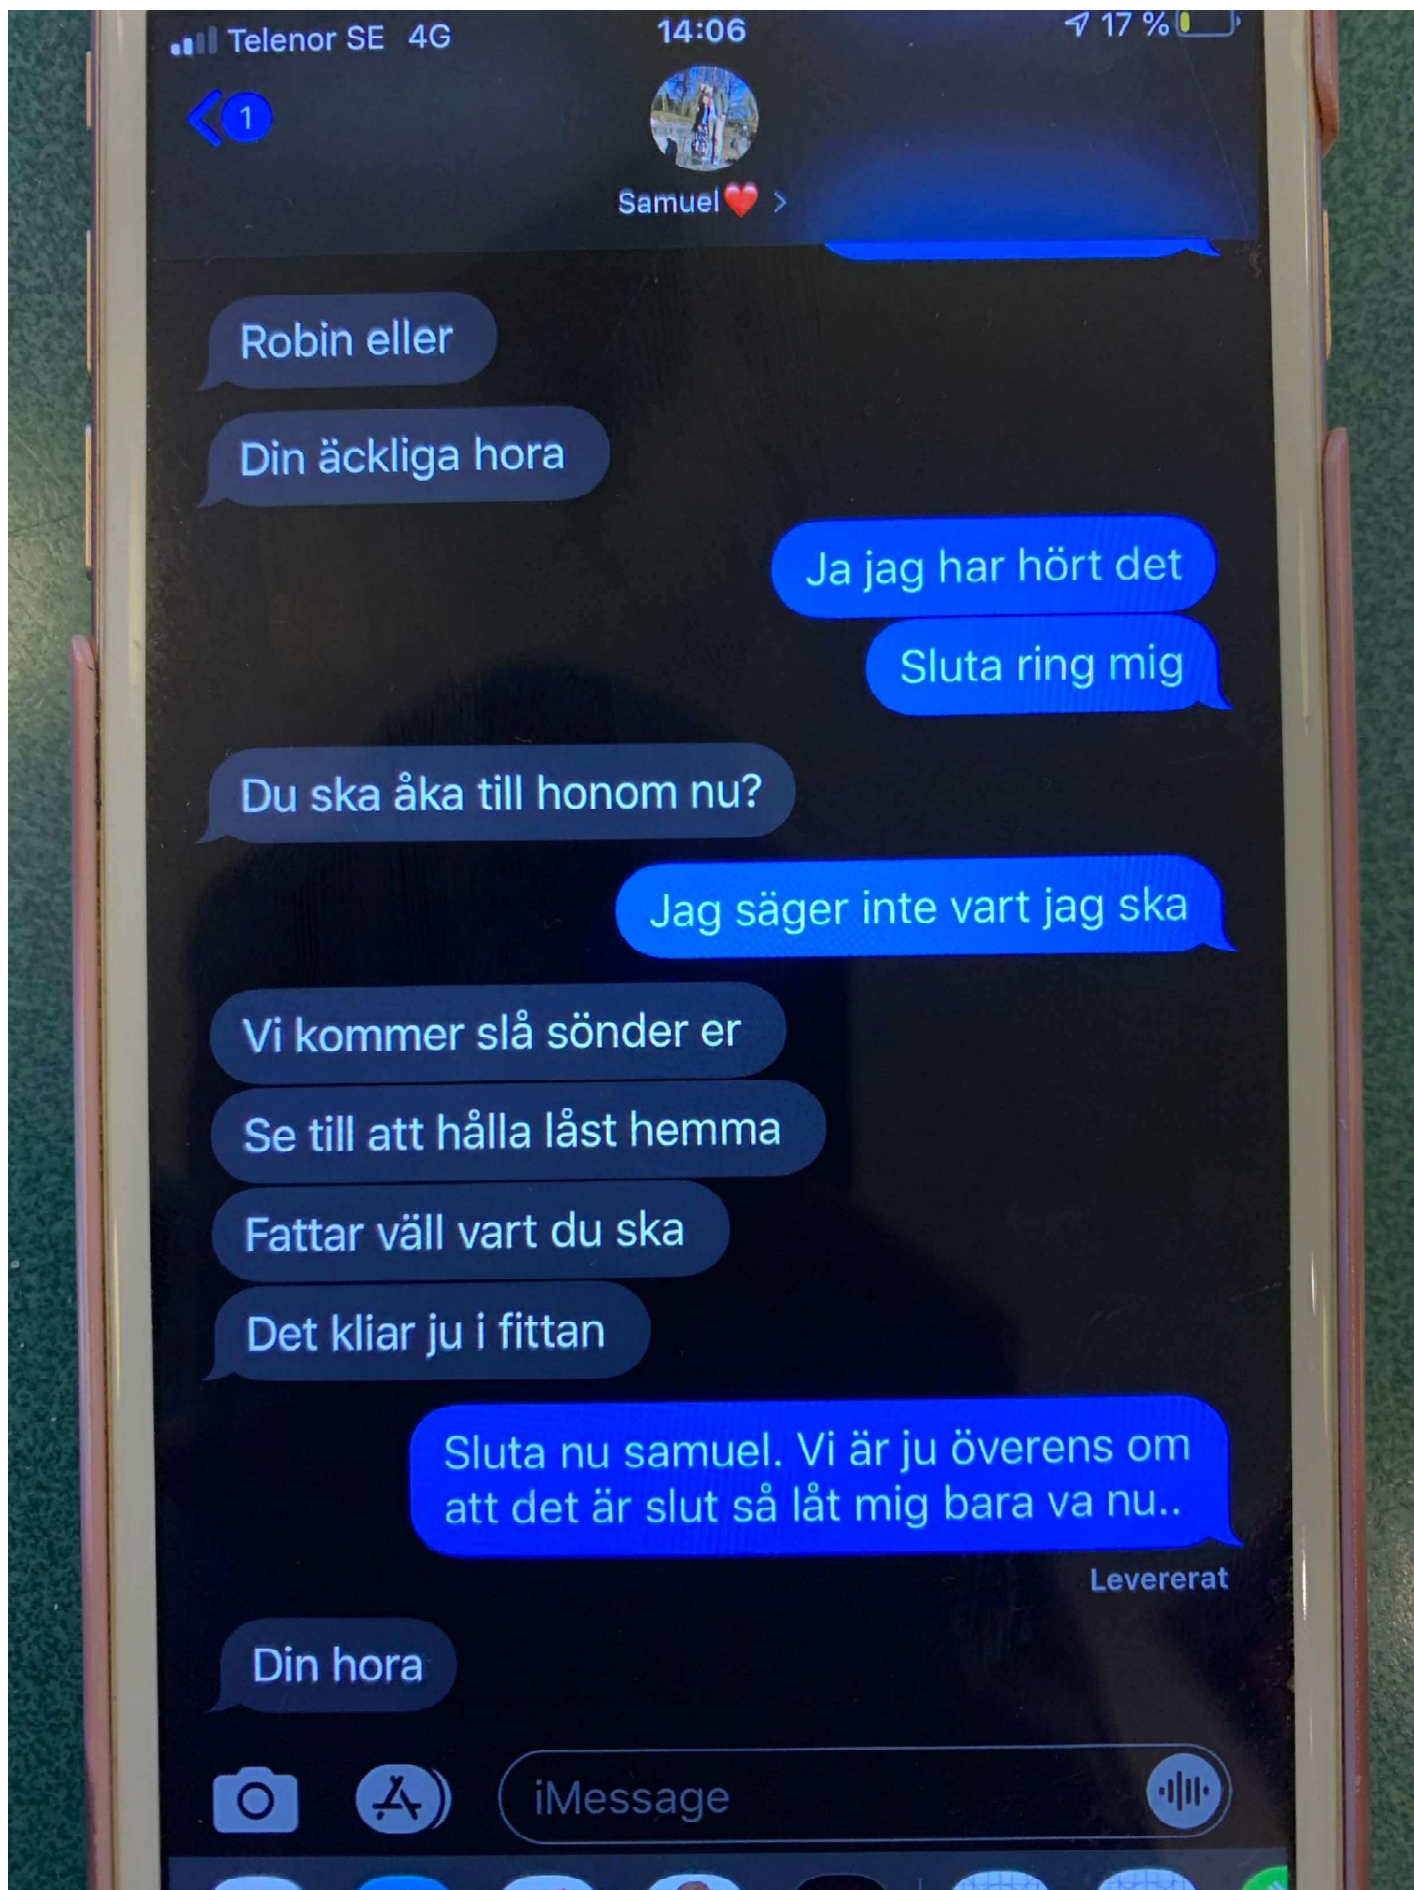 Telenor SE 4G 14:06 17 %
1
Samuel❤️ >
Robin eller
Din äckliga hora
Ja jag har hört det
Sluta ring mig
Du ska åka till honom nu?
Jag säger inte vart jag ska
Vi kommer slå sönder er
Se till att hålla låst hemma
Fattar väll vart du ska
Det kliar ju i fittan
Sluta nu samuel. Vi är ju överens om
att det är slut så låt mig bara va nu..
Levererat
Din hora
iMessage